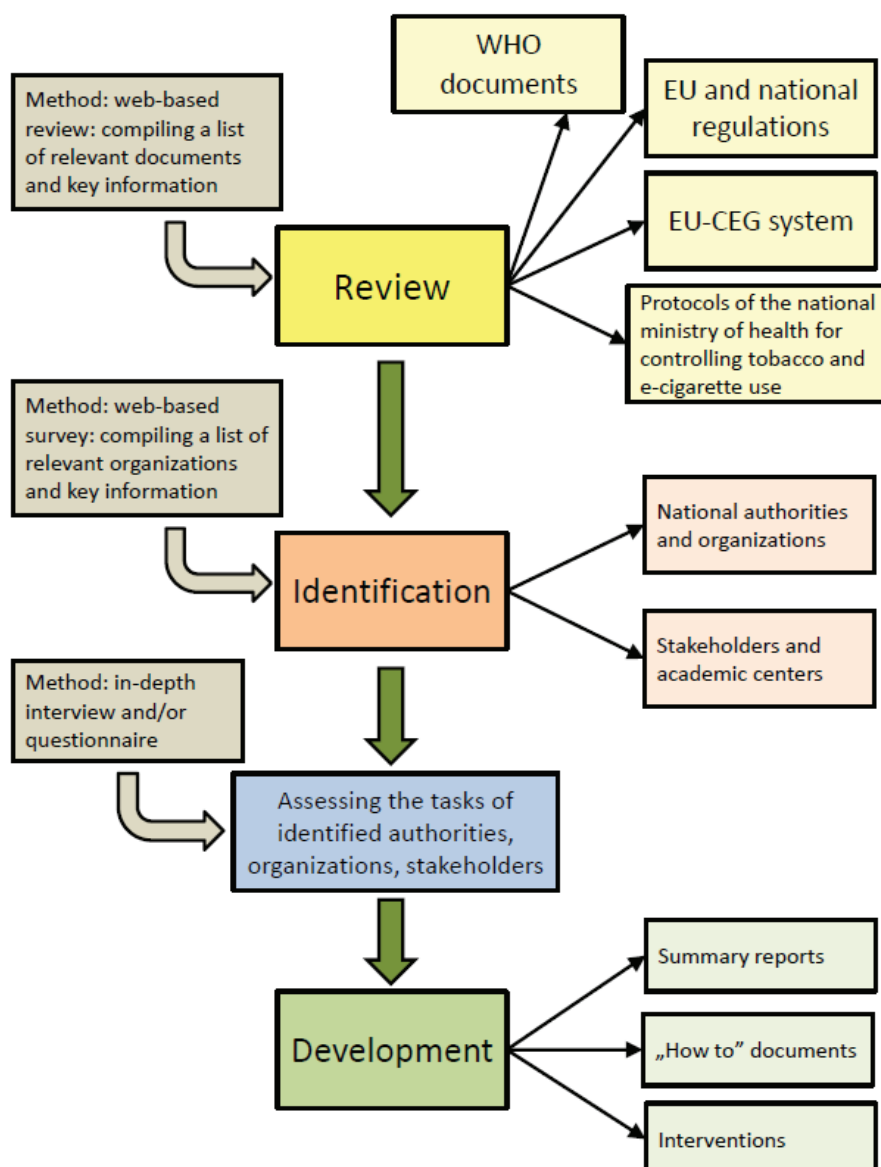 WHO
documents
Method: web-based
review: compiling a list
of relevant documents
and key information
EU and national
regulations
EU-CEG system
Review
Protocols of the national
ministry of health for
controlling tobacco and
e-cigarette use
Method: web-based
survey: compiling a list of
relevant organizations
and key information
National authorities
and organizations
Identification
Stakeholders and
academic centers
Method: in-depth
interview and/or
questionnaire
Assessing the tasks of
identified authorities,
organizations, stakeholders
Summary reports
Development
„How to” documents
Interventions